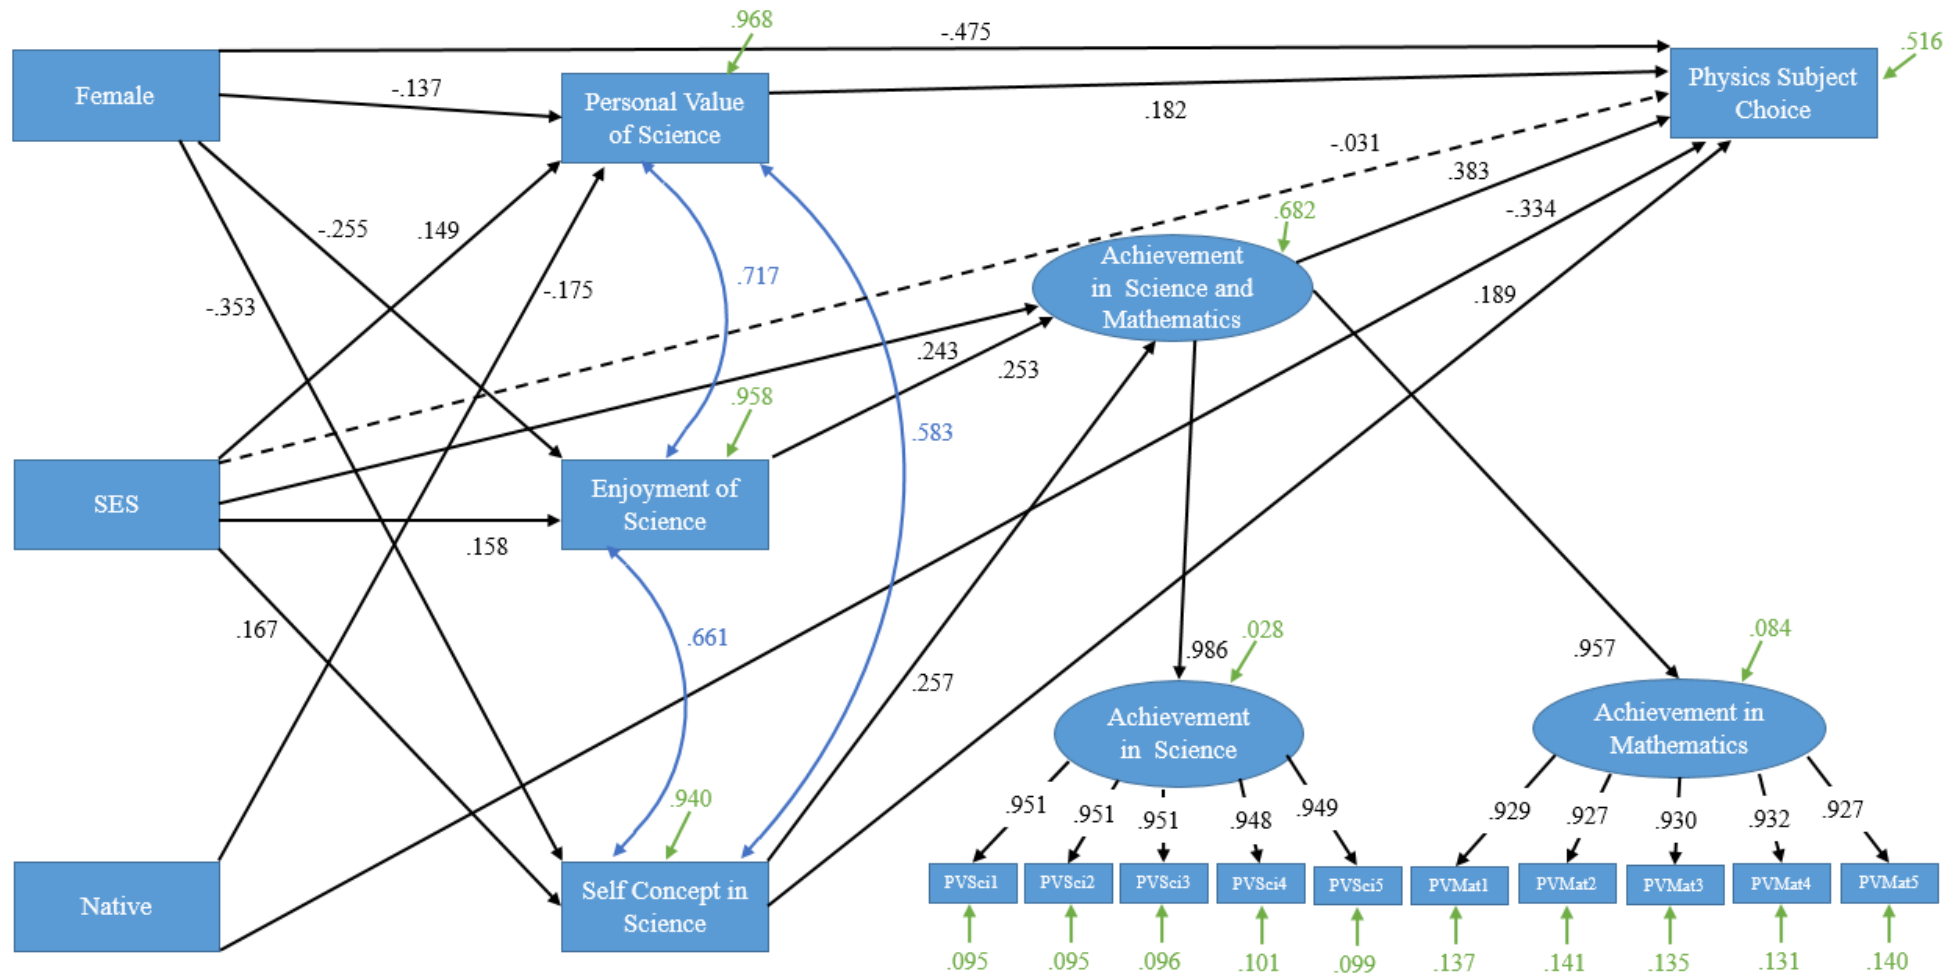 .968
-.475
.516
Female
-.137
Personal Value
of Science
.182
Physics Subject
Choice
-.031
.383
-.334
.682
-.255
.149
-.175
.717
-.353
Achievement
in Science and
Mathematics
.189
.243
.253
.958
.583
SES
Enjoyment of
Science
.158
.167
.661
.257
.986
.028
.957
.084
Achievement
in Science
Achievement in
Mathematics
.940
.951
.951
.951
.948
.949
.929
.927
.930
.932
.927
Native
Self Concept in
Science
PVSci1
PVSci2
PVSci3
PVSci4
PVSci5
PVMat1
PVMat2
PVMat3
PVMat4
PVMat5
.095
.095
.096
.101
.099
.137
.141
.135
.131
.140